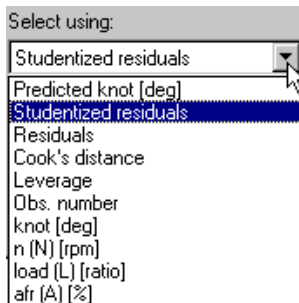 Select using:
Studentized residuals
Predicted knot [deg]
Studentized residuals
Residuals
Cook's distance
Leverage
Obs. number
knot [deg]
n (N) [rpm]
load (L) [ratio]
afr (A) [%]